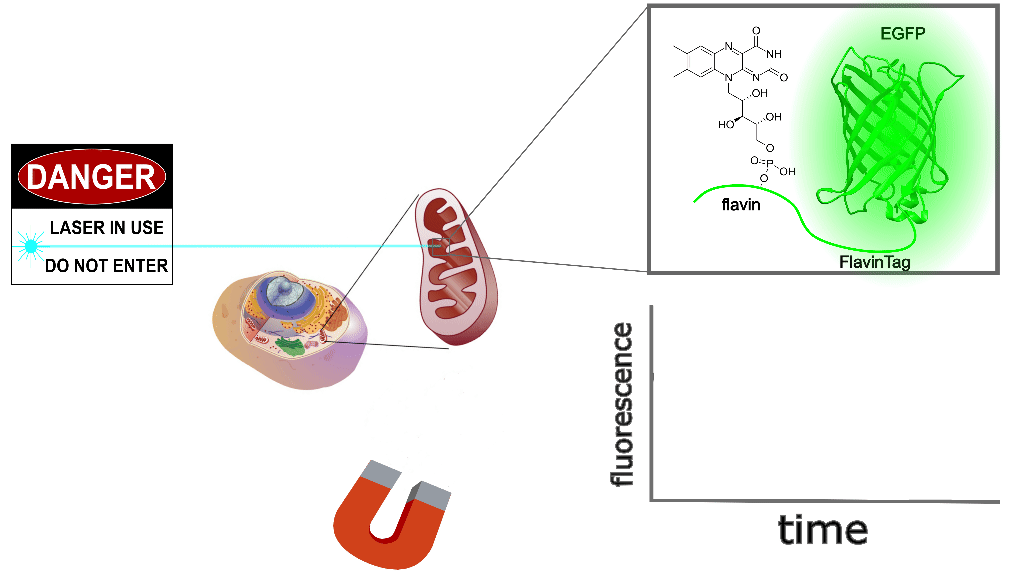 DANGER
LASER IN USE
DO NOT ENTER
EGFP
N
O
NH
N
N
O
OH
HO
OH
O
O
P
OH
O
flavin
FlavinTag
fluorescence
time